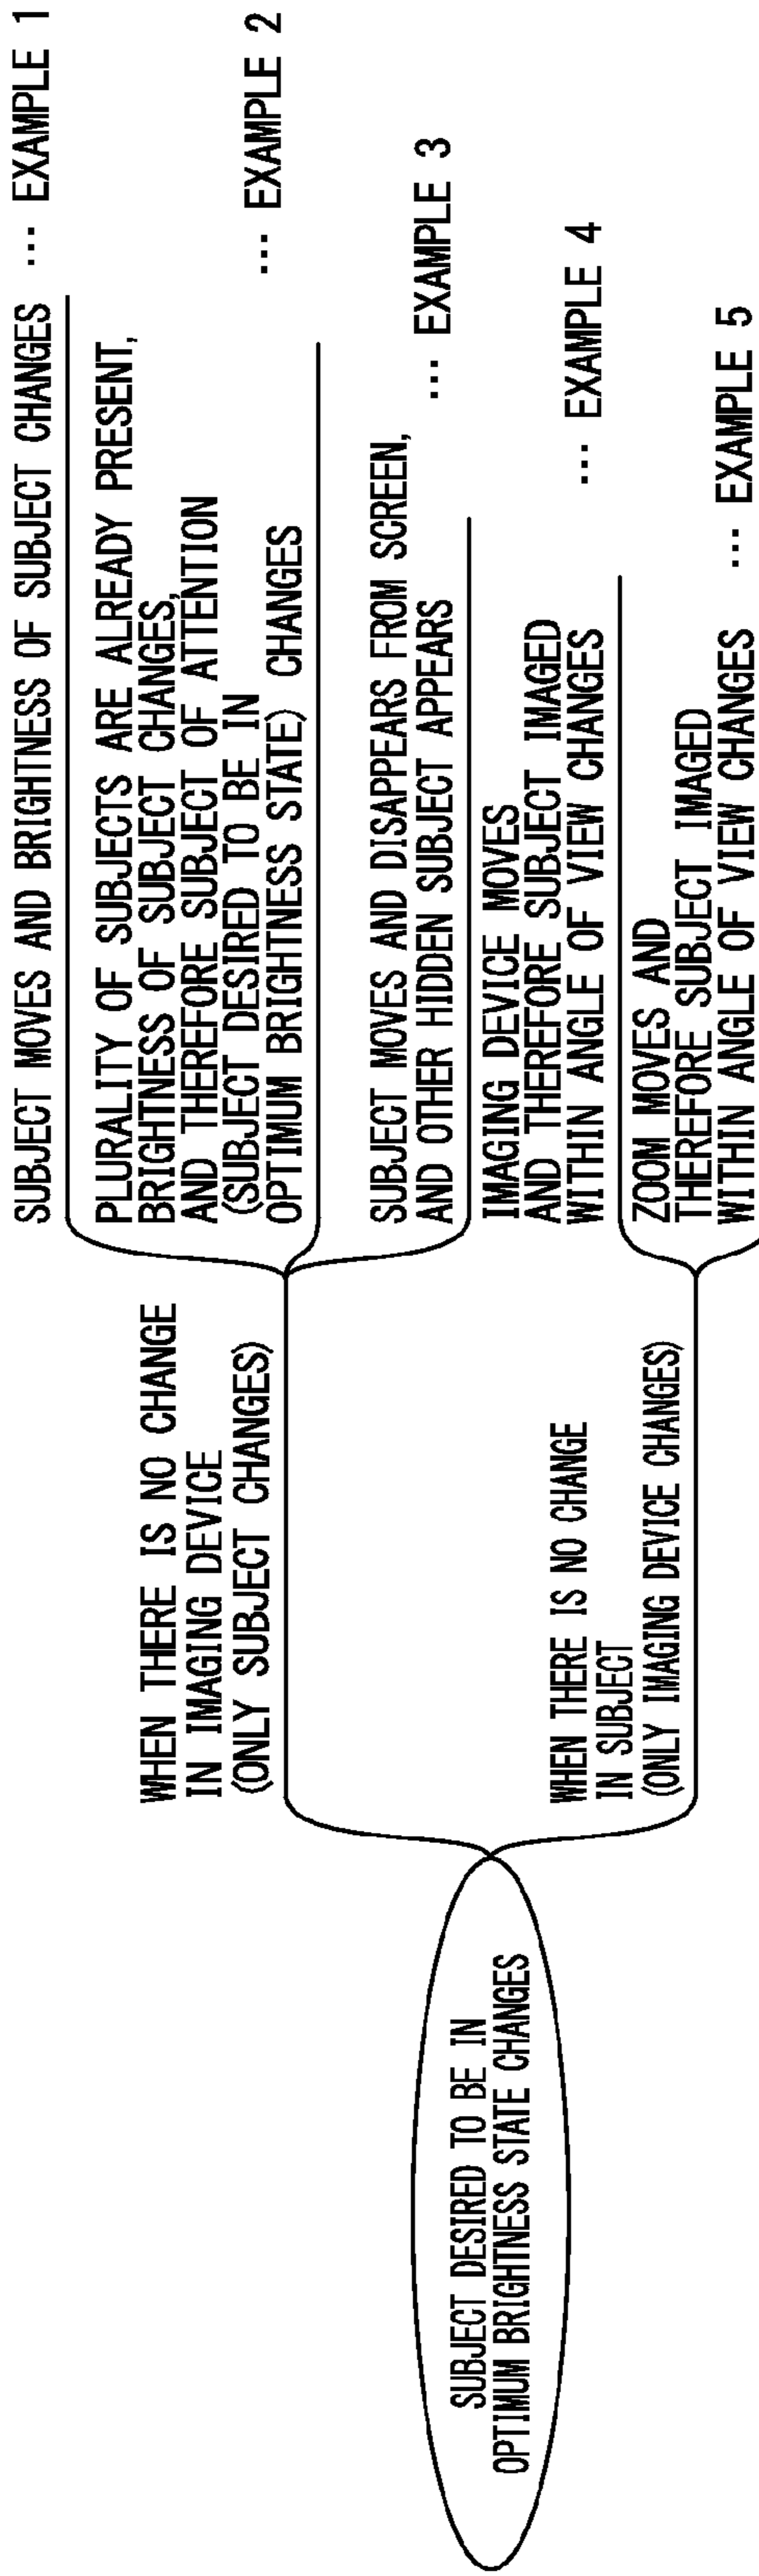 SUBJECT DESIRED TO BE IN
OPTIMUM BRIGHTNESS STATE CHANGES
WHEN THERE IS NO CHANGE
IN IMAGING DEVICE
(ONLY SUBJECT CHANGES)
SUBJECT MOVES AND BRIGHTNESS OF SUBJECT CHANGES ... EXAMPLE 1
PLURALITY OF SUBJECTS ARE ALREADY PRESENT,
BRIGHTNESS OF SUBJECT CHANGES,
AND THEREFORE SUBJECT OF ATTENTION
(SUBJECT DESIRED TO BE IN
OPTIMUM BRIGHTNESS STATE) CHANGES
... EXAMPLE 2
SUBJECT MOVES AND DISAPPEARS FROM SCREEN,
AND OTHER HIDDEN SUBJECT APPEARS
... EXAMPLE 3
WHEN THERE IS NO CHANGE
IN SUBJECT
(ONLY IMAGING DEVICE CHANGES)
IMAGING DEVICE MOVES
AND THEREFORE SUBJECT IMAGED
WITHIN ANGLE OF VIEW CHANGES
... EXAMPLE 4
ZOOM MOVES AND
THEREFORE SUBJECT IMAGED
WITHIN ANGLE OF VIEW CHANGES ... EXAMPLE 5